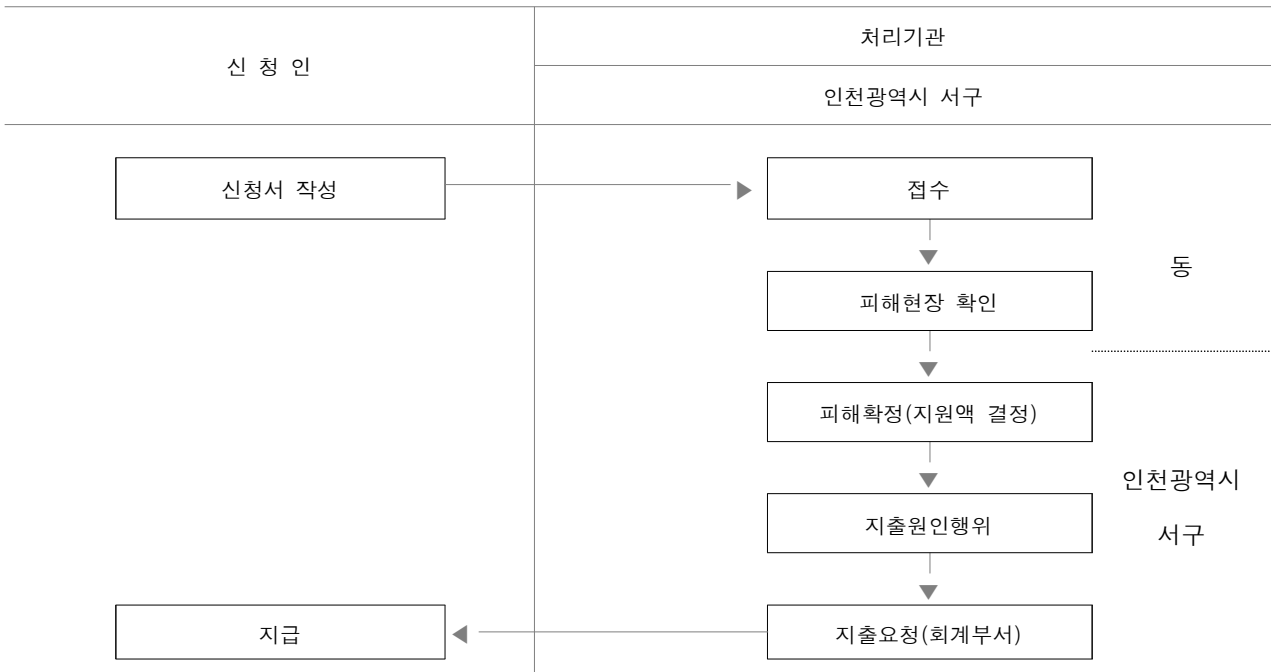 신 청 인
처리기관
인천광역시 서구
신청서 작성
접수
동
피해현장 확인
피해확정(지원액 결정)
인천광역시
서구
지출원인행위
지급
지출요청(회계부서)